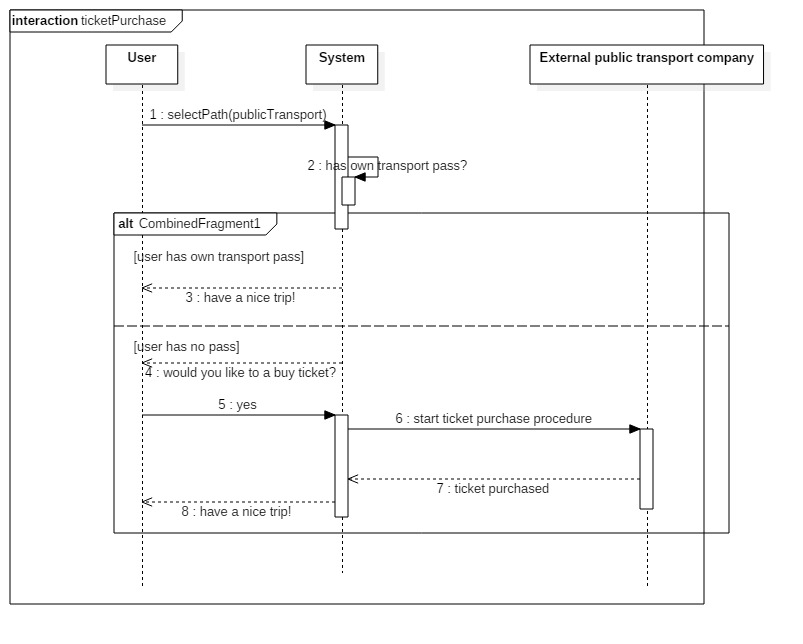 interaction ticketPurchase
User
System
External public transport company
1 : selectPath(publicTransport)
2 : has own transport pass?
alt CombinedFragment1
[user has own transport pass]
3 : have a nice trip!
[user has no pass]
4 : would you like to a buy ticket?
5 : yes
6 : start ticket purchase procedure
7 : ticket purchased
8 : have a nice trip!